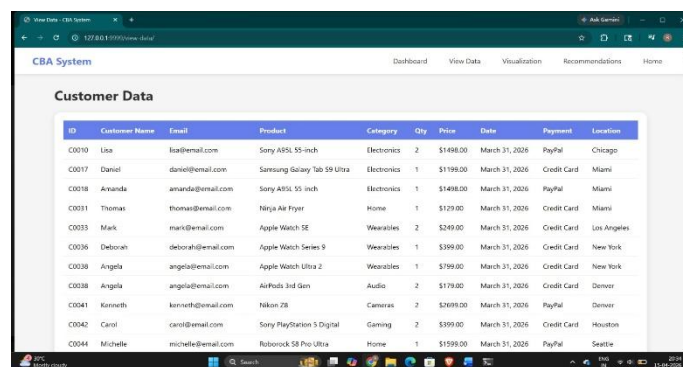 View Data - CBA System
Ask Gemini
127.0.0.1:9999/view-data/
CBA System Dashboard View Data Visualization Recommendations Home
Customer Data
ID Customer Name Email Product Category Qty Price Date Payment Location
C0010 Lisa lisa@email.com Sony A95L 55-inch Electronics 2 $1498.00 March 31, 2026 PayPal Chicago
C0017 Daniel daniel@email.com Samsung Galaxy Tab S9 Ultra Electronics 1 $1199.00 March 31, 2026 Credit Card Miami
C0018 Amanda amanda@email.com Sony A95L 55-inch Electronics 1 $1498.00 March 31, 2026 PayPal Miami
C0031 Thomas thomas@email.com Ninja Air Fryer Home 1 $129.00 March 31, 2026 Credit Card Miami
C0033 Mark mark@email.com Apple Watch SE Wearables 2 $249.00 March 31, 2026 Credit Card Los Angeles
C0036 Deborah deborah@email.com Apple Watch Series 9 Wearables 1 $399.00 March 31, 2026 Credit Card New York
C0038 Angela angela@email.com Apple Watch Ultra 2 Wearables 1 $799.00 March 31, 2026 Credit Card New York
C0038 Angela angela@email.com AirPods 3rd Gen Audio 2 $179.00 March 31, 2026 Credit Card Denver
C0041 Kenneth kenneth@email.com Nikon Z8 Cameras 2 $2699.00 March 31, 2026 PayPal Denver
C0042 Carol carol@email.com Sony PlayStation 5 Digital Gaming 2 $399.00 March 31, 2026 Credit Card Houston
C0044 Michelle michelle@email.com Roborock S8 Pro Ultra Home 1 $1599.00 March 31, 2026 PayPal Seattle
30°C
Mostly cloudy
Search
ENG
IN
20:34
15-04-2026